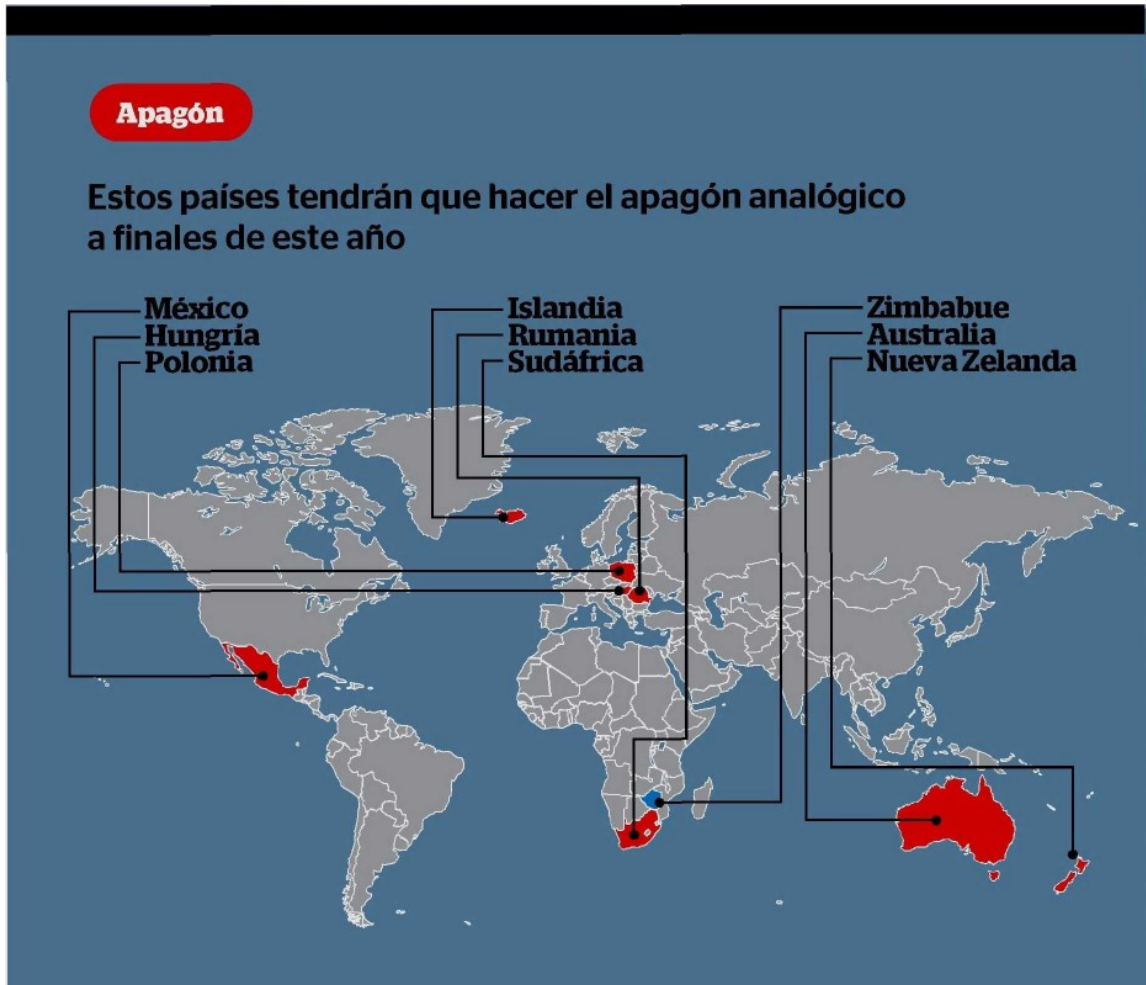 Apagón
Estos países tendrán que hacer el apagón analógico
a finales de este año
México
Hungría
Polonia
Islandia
Rumania
Sudáfrica
Zimbabue
Australia
Nueva Zelanda